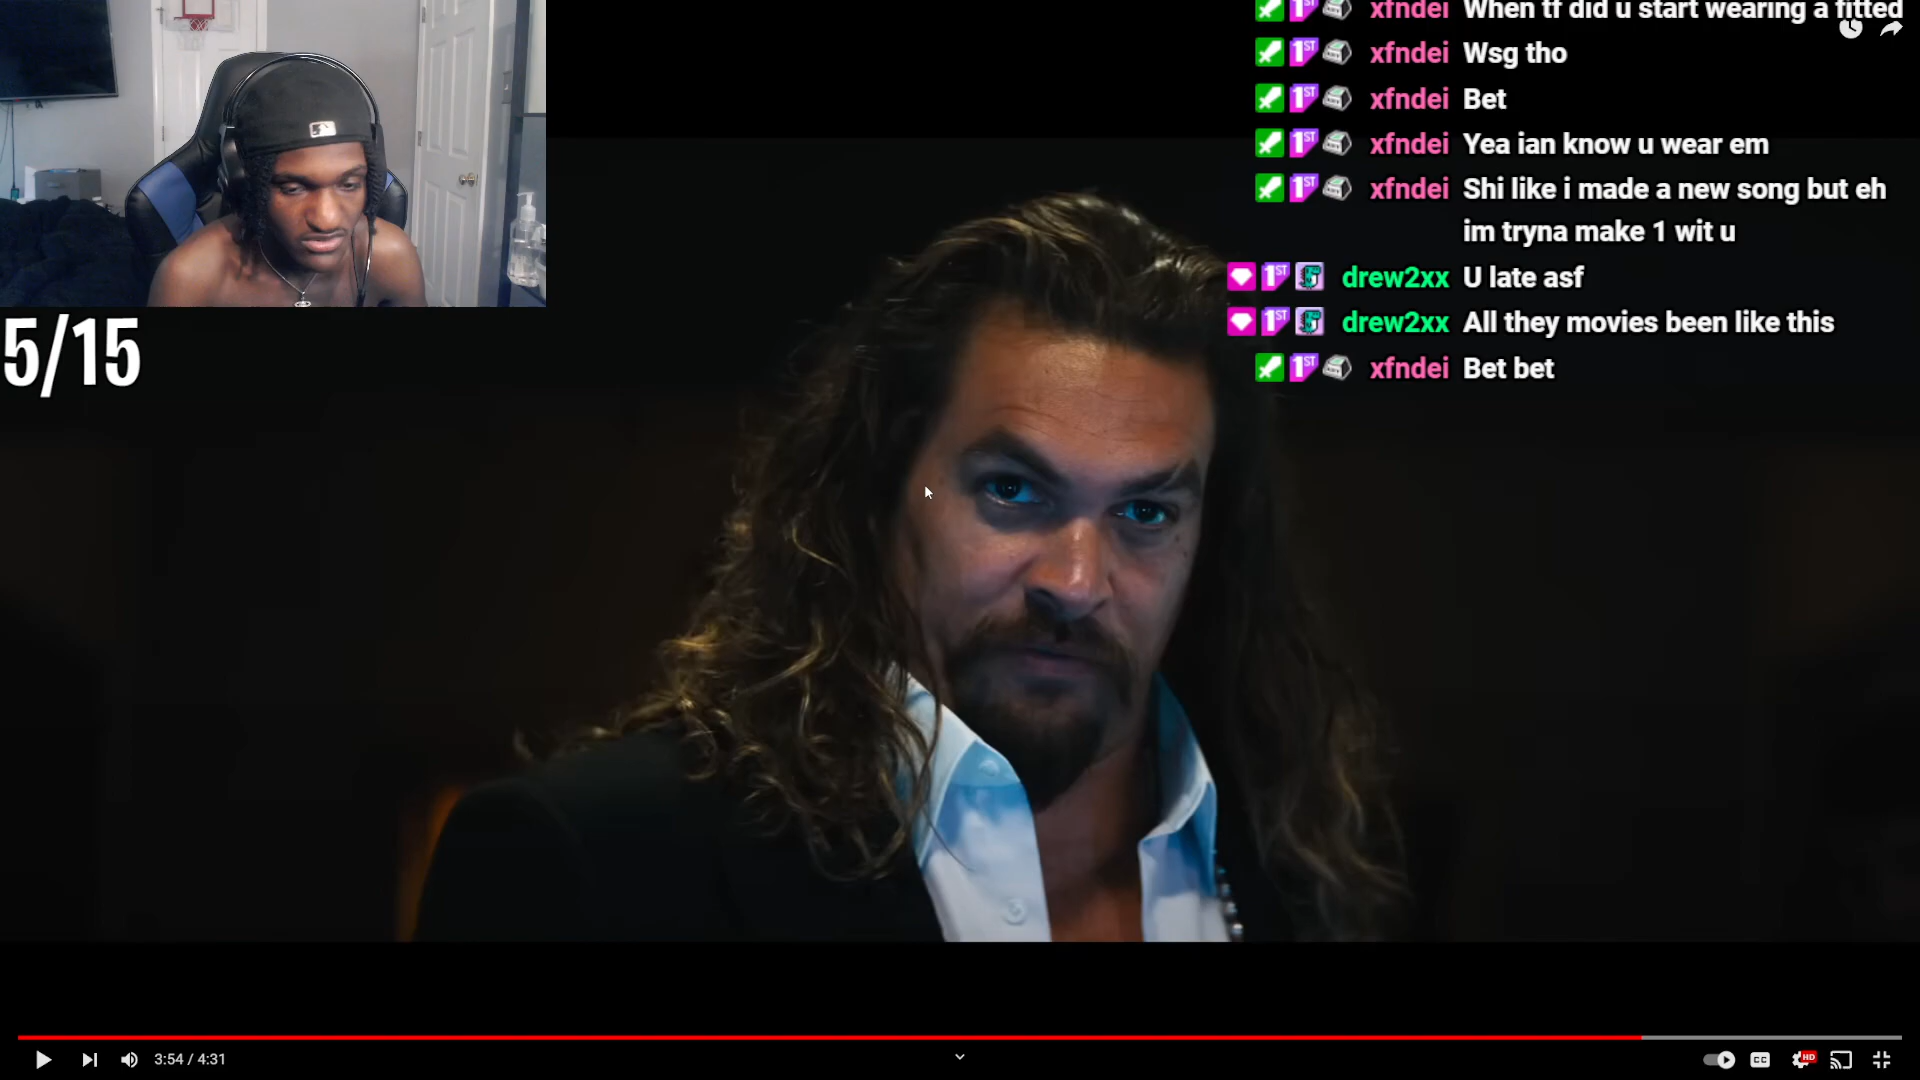 xfndei When tf did u start wearing a fitted
xfndei Wsg tho
xfndei Bet
xfndei Yea ian know u wear em
xfndei Shi like i made a new song but eh
im tryna make 1 wit u
drew2xx U late asf
drew2xx All they movies been like this
xfndei Bet bet
5/15
3:54 / 4:31
CC
HD